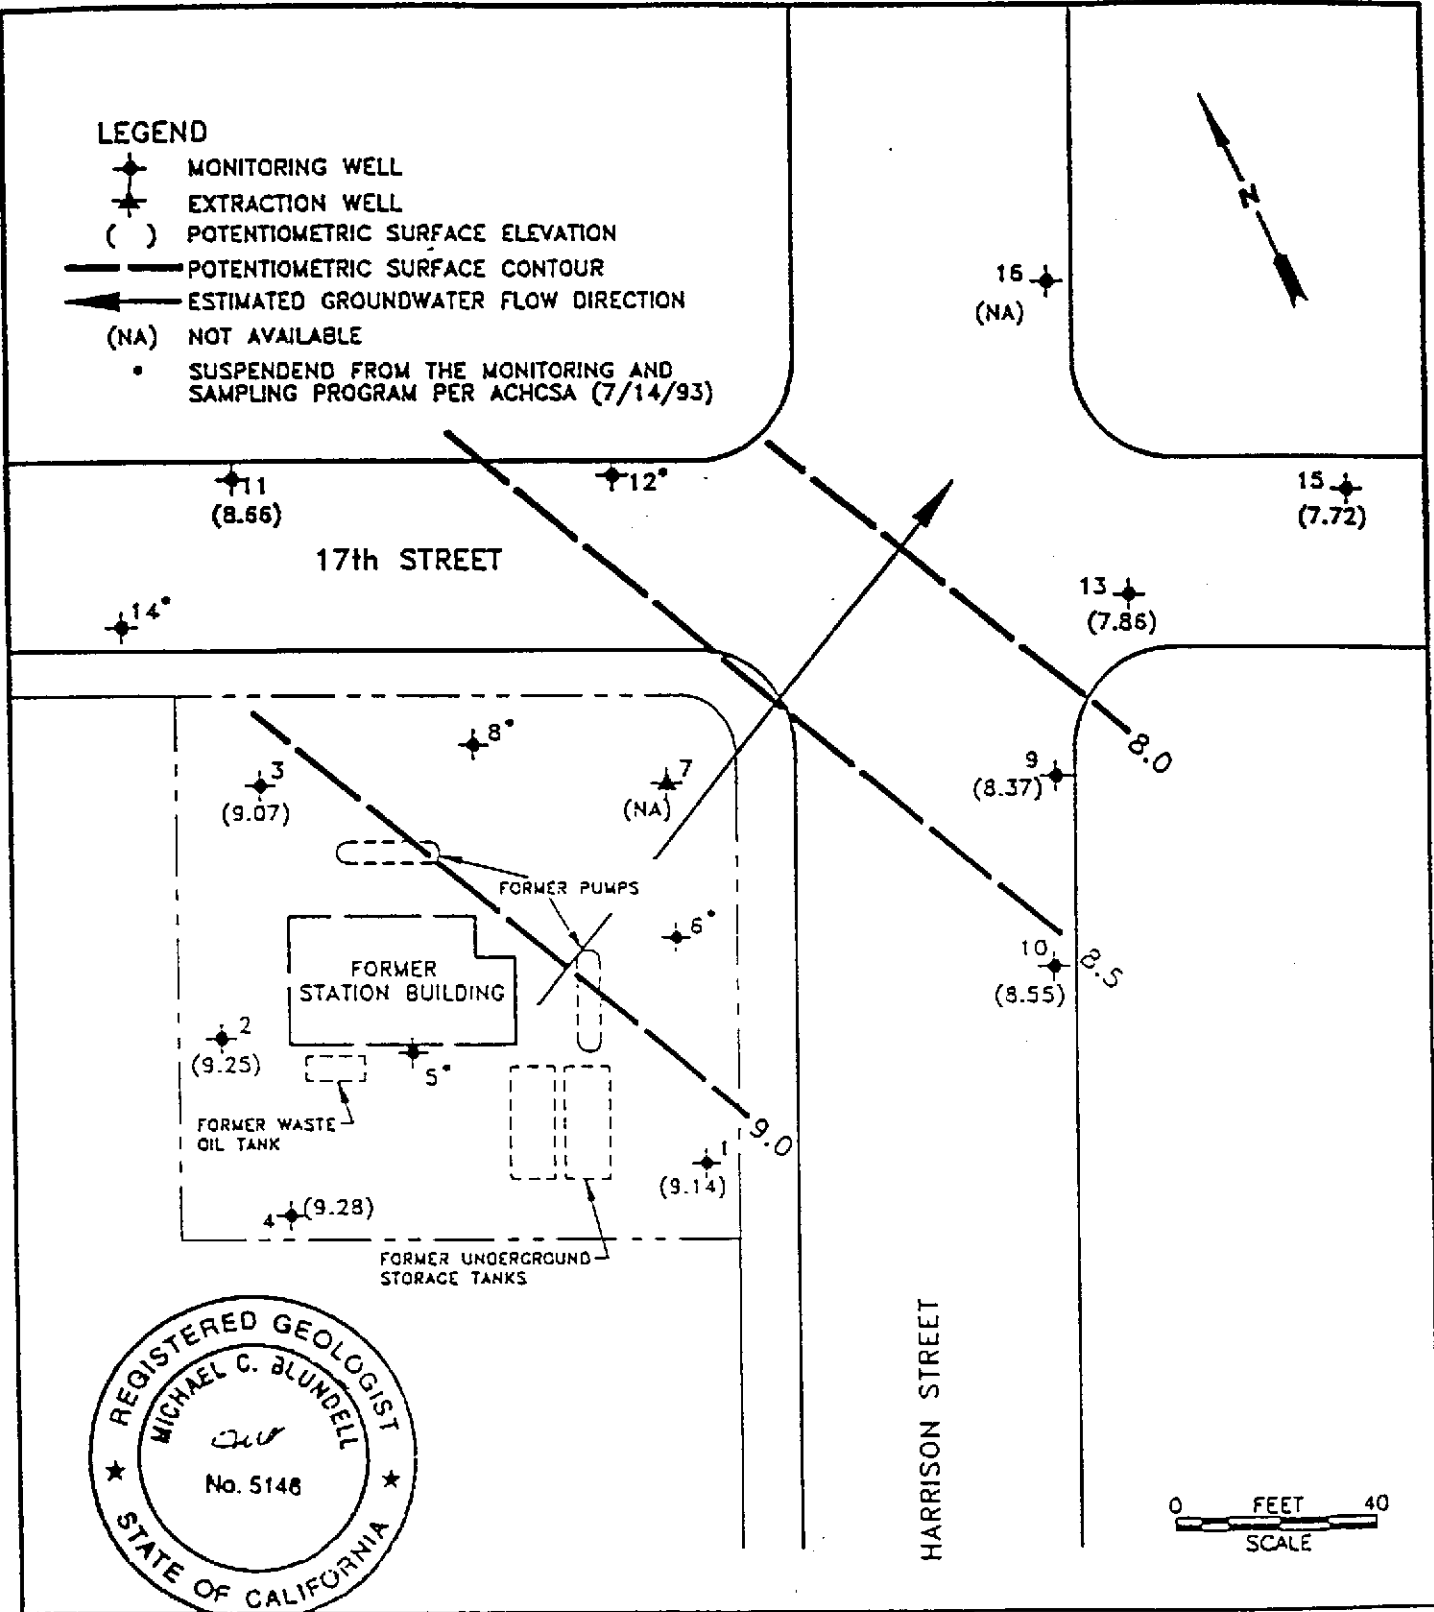 LEGEND
MONITORING WELL
EXTRACTION WELL
( ) POTENTIOMETRIC SURFACE ELEVATION
POTENTIOMETRIC SURFACE CONTOUR
ESTIMATED GROUNDWATER FLOW DIRECTION
(NA) NOT AVAILABLE
• SUSPENDEND FROM THE MONITORING AND
SAMPLING PROGRAM PER ACHCSA (7/14/93)
N
16
(NA)
11
(8.66)
12•
15
(7.72)
17th STREET
13
(7.86)
14•
8•
3
(9.07)
7
(NA)
9
(8.37)
8.0
FORMER PUMPS
6•
FORMER
STATION BUILDING
10
(8.55)
8.5
2
(9.25)
5•
FORMER WASTE
OIL TANK
9.0
1
(9.14)
4
(9.28)
FORMER UNDERGROUND
STORAGE TANKS
HARRISON STREET
REGISTERED GEOLOGIST
MICHAEL C. BLUNDELL
No. 5146
STATE OF CALIFORNIA
0 FEET 40
SCALE